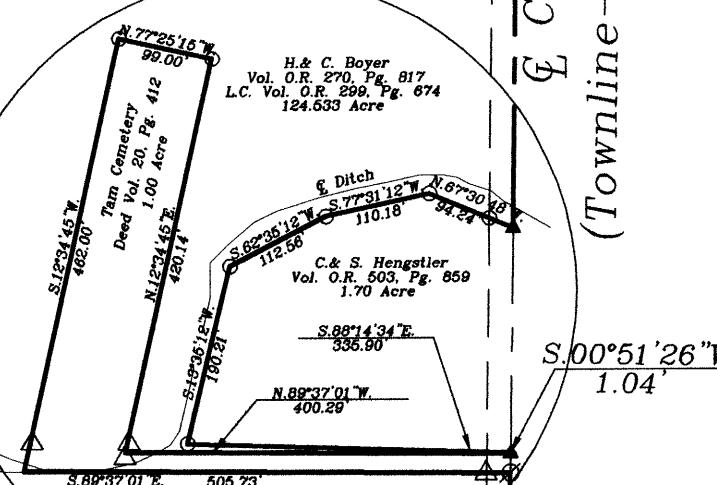 N.77°25'15"W.
99.00'
H.& C. Boyer
Vol. O.R. 270, Pg. 817
L.C. Vol. O.R. 299, Pg. 674
124.533 Acre
℄ C
(Townline
Tam Cemetery
Deed Vol. 20, Pg. 412
1.00 Acre
S.12°34'45"W.
462.00'
N.12°34'45"E.
420.14'
℄ Ditch
S.62°35'12"W.
112.56'
S.77°31'12"W.
110.18'
N.67°30'48"W.
94.24'
C.& S. Hengstler
Vol. O.R. 503, Pg. 859
1.70 Acre
190.21'
S.88°14'34"E.
335.90'
N.89°37'01"W.
400.29'
S.00°51'26"W
1.04'
S.89°37'01"E. 505.73'